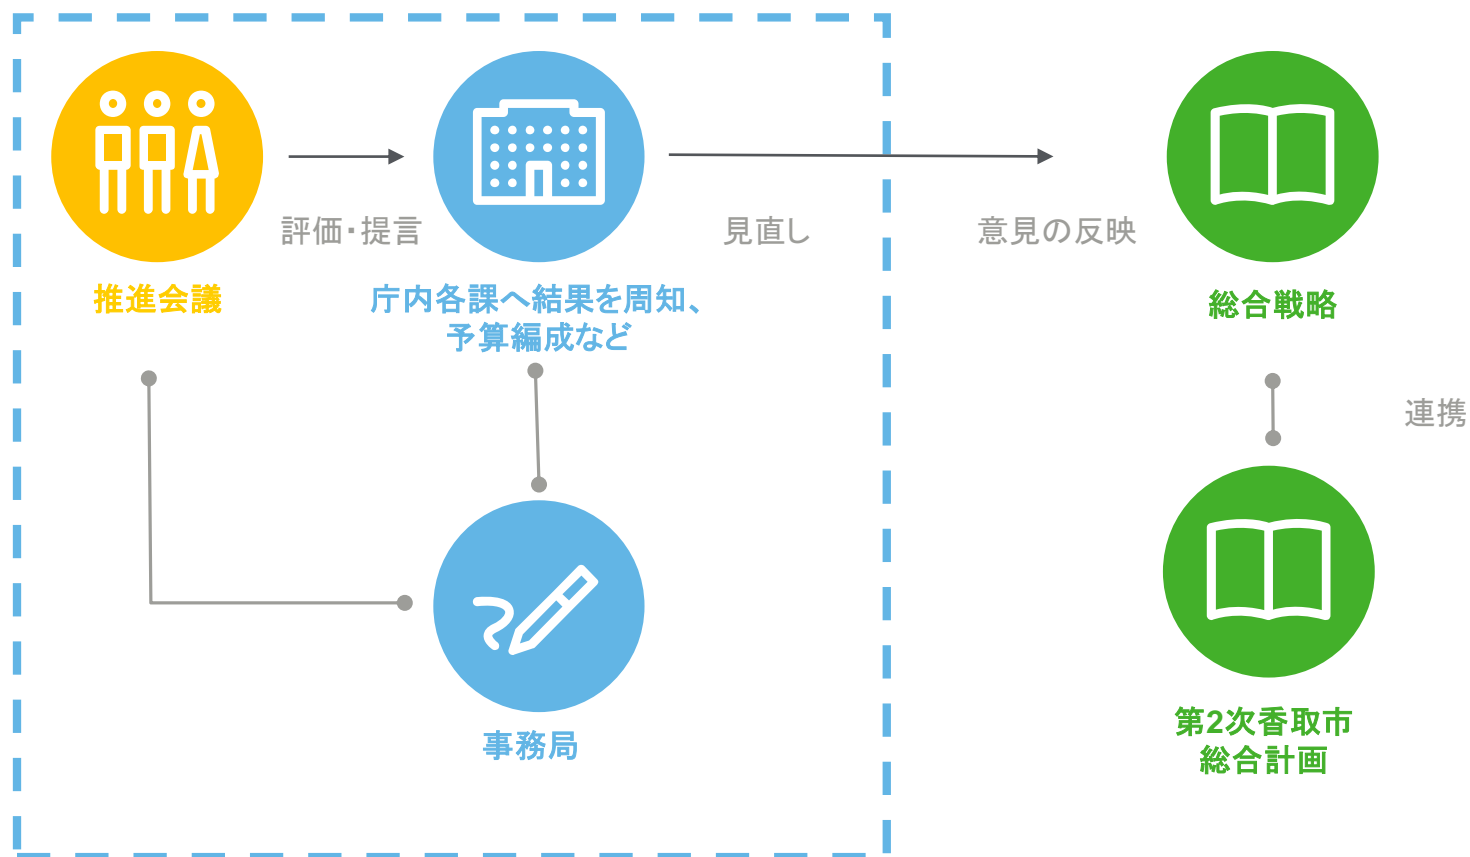 評価・提言
見直し
意見の反映
推進会議
庁内各課へ結果を周知、
予算編成など
総合戦略
連携
事務局
第2次香取市
総合計画